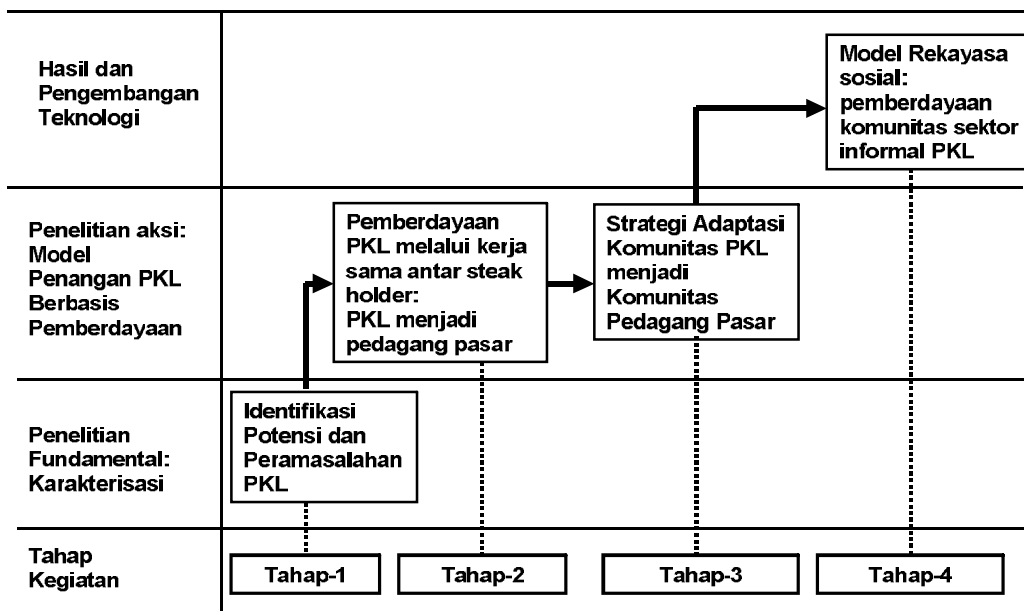 Hasil dan
Pengembangan
Teknologi
Model Rekayasa
sosial:
pemberdayaan
komunitas sektor
informal PKL
Penelitian aksi:
Model
Penangan PKL
Berbasis
Pemberdayaan
Pemberdayaan
PKL melalui kerja
sama antar steak
holder:
PKL menjadi
pedagang pasar
Strategi Adaptasi
Komunitas PKL
menjadi
Komunitas
Pedagang Pasar
Penelitian
Fundamental:
Karakterisasi
Identifikasi
Potensi dan
Peramasalahan
PKL
Tahap
Kegiatan
Tahap-1
Tahap-2
Tahap-3
Tahap-4